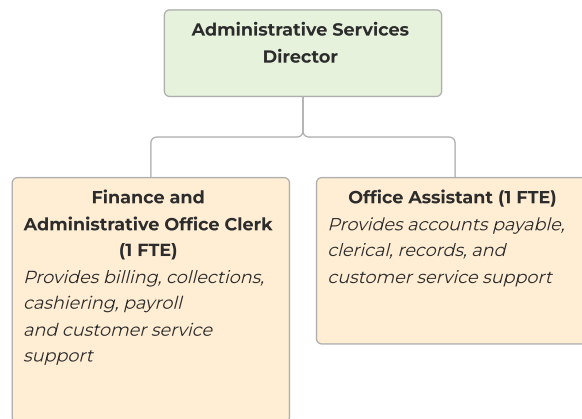 Administrative Services
Director
Finance and
Administrative Office Clerk
(1 FTE)
Provides billing, collections,
cashiering, payroll
and customer service
support
Office Assistant (1 FTE)
Provides accounts payable,
clerical, records, and
customer service support